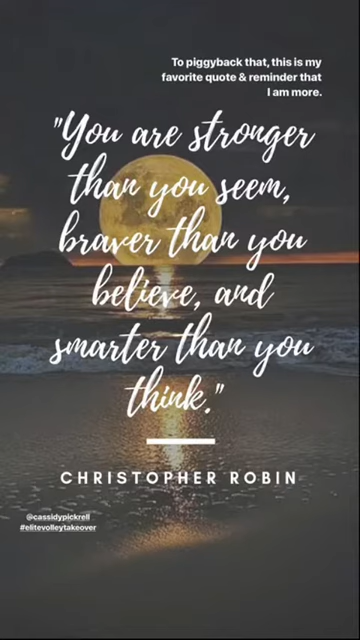 To piggyback that, this is my
favorite quote & reminder that
I am more.
"You are stronger
than you seem,
braver than you
believe, and
smarter than you
think."
CHRISTOPHER ROBIN
@cassidypickrell
#elitevolleytakeover